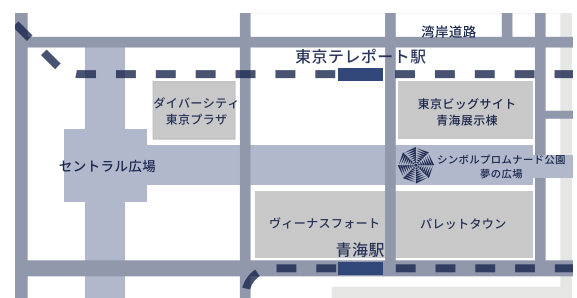 湾岸道路
東京テレポート駅
ダイバーシティ
東京プラザ
東京ビッグサイト
青海展示棟
セントラル広場
シンボルプロムナード公園
夢の広場
ヴィーナスフォート
パレットタウン
青海駅